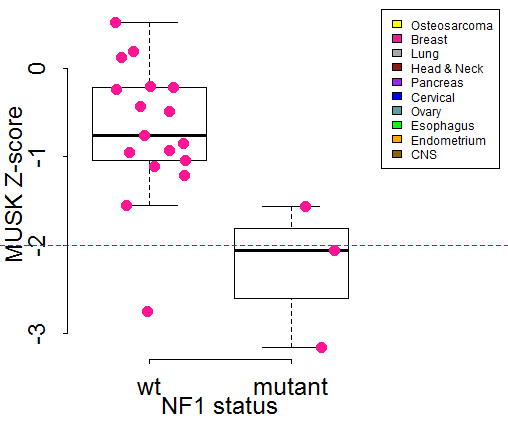 Osteosarcoma
Breast
Lung
Head & Neck
Pancreas
Cervical
Ovary
Esophagus
Endometrium
CNS
MUSK Z-score
0
-1
-2
-3
wt mutant
NF1 status